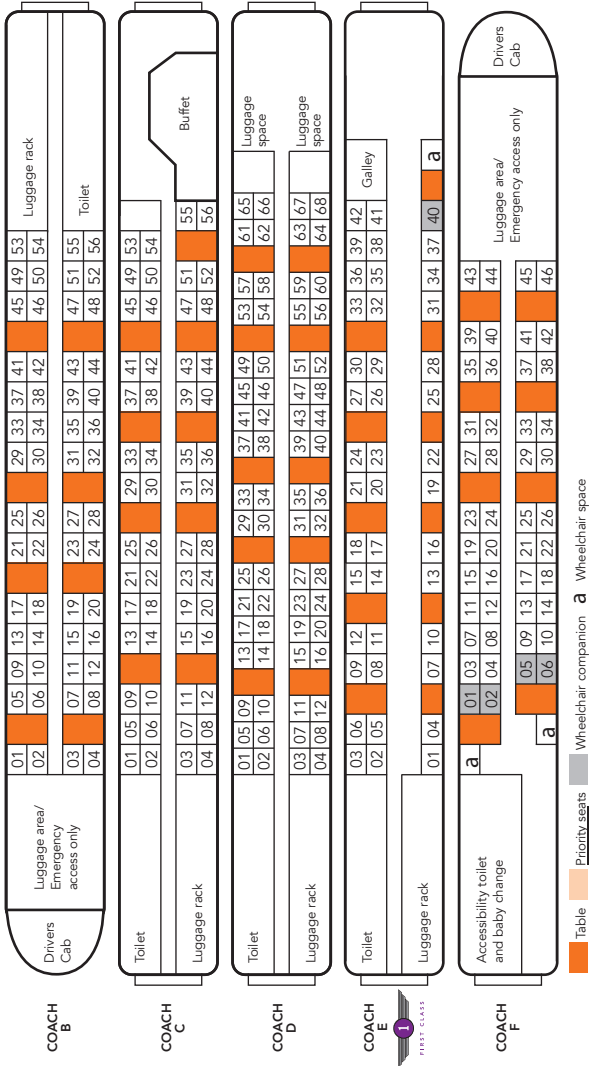 COACH
B
Drivers
Cab
Luggage area/
Emergency
access only
01 05 09 13 17 21 25 29 33 37 41 45 49 53
02 06 10 14 18 22 26 30 34 38 42 46 50 54
Luggage rack
03 07 11 15 19 23 27 31 35 39 43 47 51 55
04 08 12 16 20 24 28 32 36 40 44 48 52 56
Toilet
COACH
C
Toilet
Luggage rack
01 05 09 13 17 21 25 29 33 37 41 45 49 53
02 06 10 14 18 22 26 30 34 38 42 46 50 54
03 07 11 15 19 23 27 31 35 39 43 47 51 55
04 08 12 16 20 24 28 32 36 40 44 48 52 56
Buffet
COACH
D
Toilet
Luggage rack
01 05 09 13 17 21 25 29 33 37 41 45 49 53 57 61 65
02 06 10 14 18 22 26 30 34 38 42 46 50 54 58 62 66
Luggage
space
03 07 11 15 19 23 27 31 35 39 43 47 51 55 59 63 67
04 08 12 16 20 24 28 32 36 40 44 48 52 56 60 64 68
Luggage
space
COACH
E
1
FIRST CLASS
Toilet
Luggage rack
03 06 09 12 15 18 21 24 27 30 33 36 39 42
02 05 08 11 14 17 20 23 26 29 32 35 38 41
Galley
01 04 07 10 13 16 19 22 25 28 31 34 37 40 a
COACH
F
Accessibility toilet
and baby change
a 01 03 07 11 15 19 23 27 31 35 39 43
02 04 08 12 16 20 24 28 32 36 40 44
05 09 13 17 21 25 29 33 37 41 45
a 06 10 14 18 22 26 30 34 38 42 46
Luggage area/
Emergency access only
Drivers
Cab
Table Priority seats Wheelchair companion a Wheelchair space